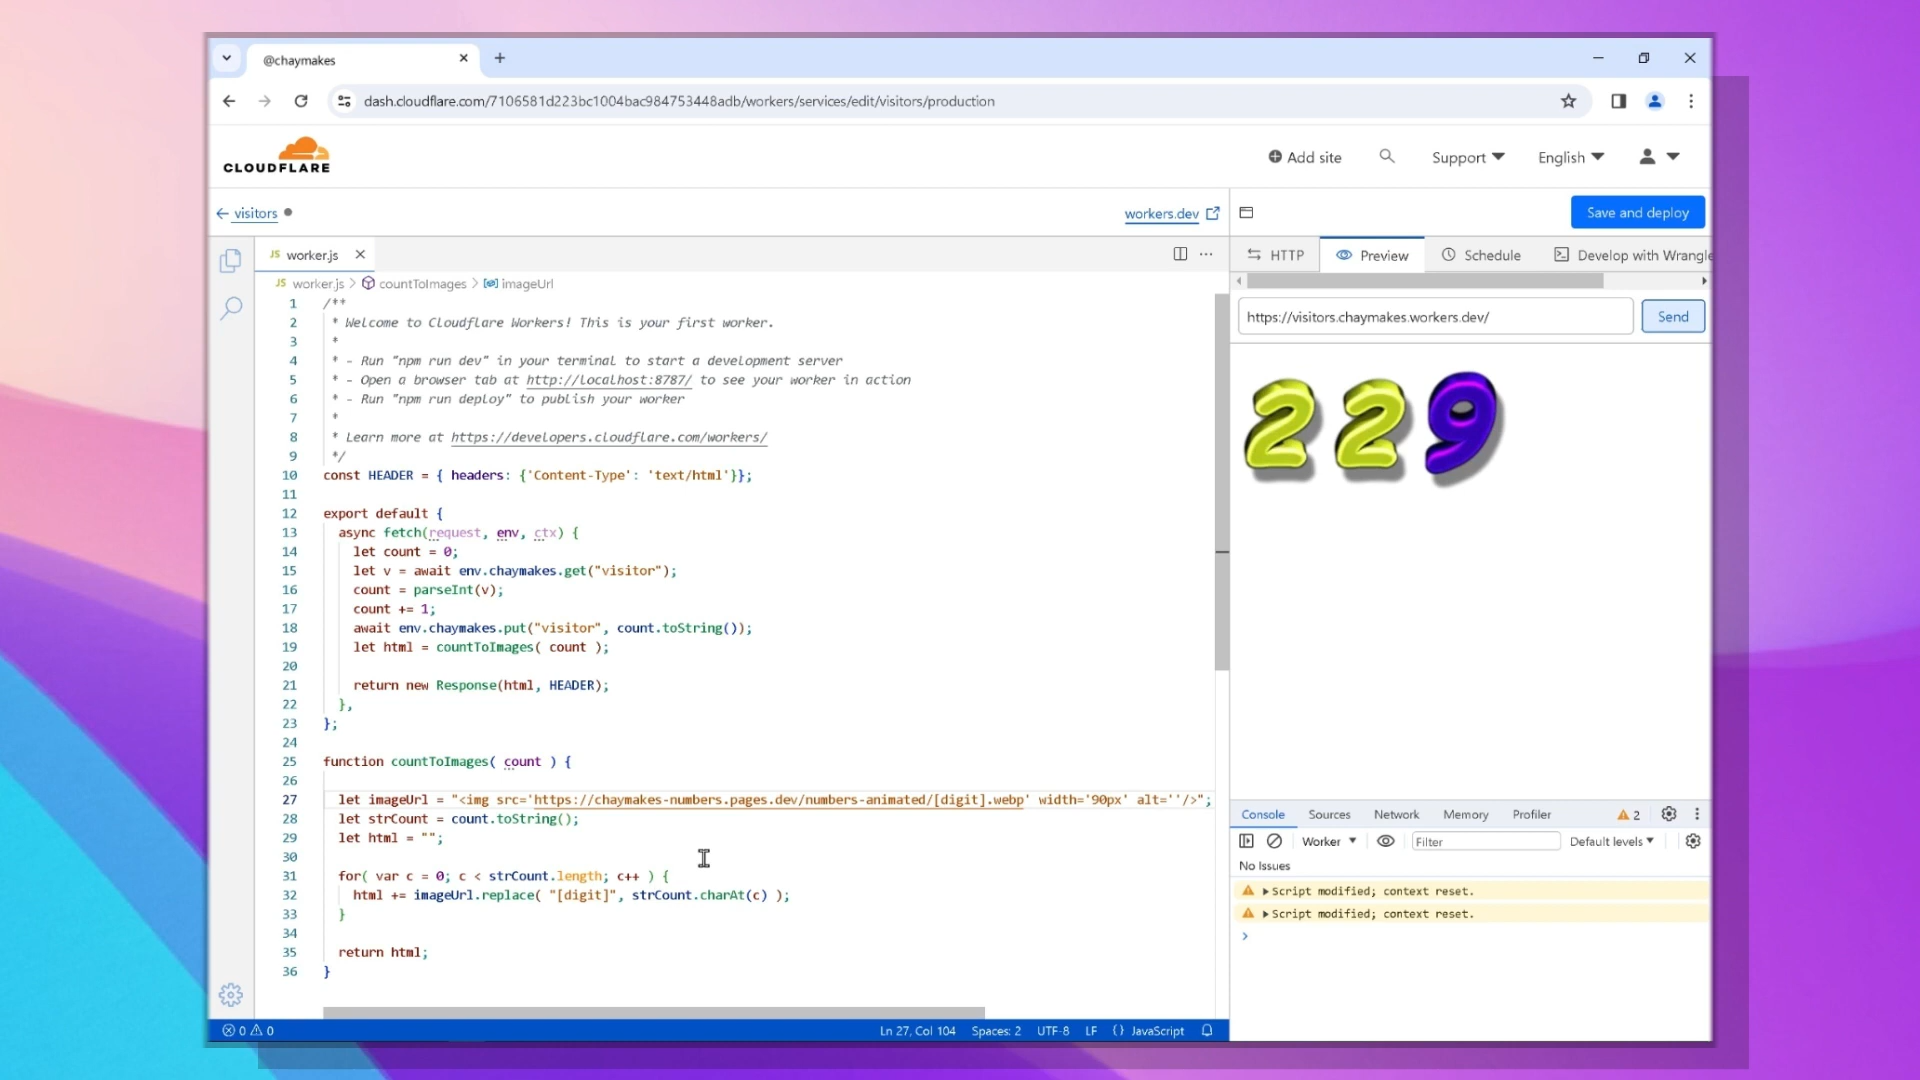 @chaymakes
dash.cloudflare.com/7106581d223bc1004bac984753448adb/workers/services/edit/visitors/production
CLOUDFLARE
Add site
Support
English
visitors
workers.dev
Save and deploy
JS worker.js
HTTP
Preview
Schedule
Develop with Wrangle
JS worker.js > countToImages > imageUrl
https://visitors.chaymakes.workers.dev/
Send
229
1 /**
2 * Welcome to Cloudflare Workers! This is your first worker.
3 *
4 * - Run "npm run dev" in your terminal to start a development server
5 * - Open a browser tab at http://localhost:8787/ to see your worker in action
6 * - Run "npm run deploy" to publish your worker
7 *
8 * Learn more at https://developers.cloudflare.com/workers/
9 */
10 const HEADER = { headers: {'Content-Type': 'text/html'}};
11
12 export default {
13 async fetch(request, env, ctx) {
14 let count = 0;
15 let v = await env.chaymakes.get("visitor");
16 count = parseInt(v);
17 count += 1;
18 await env.chaymakes.put("visitor", count.toString());
19 let html = countToImages( count );
20
21 return new Response(html, HEADER);
22 },
23 };
24
25 function countToImages( count ) {
26
27 let imageUrl = "<img src='https://chaymakes-numbers.pages.dev/numbers-animated/[digit].webp' width='90px' alt=''/>";
28 let strCount = count.toString();
29 let html = "";
30
31 for( var c = 0; c < strCount.length; c++ ) {
32 html += imageUrl.replace( "[digit]", strCount.charAt(c) );
33 }
34
35 return html;
36 }
Console
Sources
Network
Memory
Profiler
2
Worker
Filter
Default levels
No Issues
Script modified; context reset.
Script modified; context reset.
>
0 0
Ln 27, Col 104
Spaces: 2
UTF-8
LF
{} JavaScript